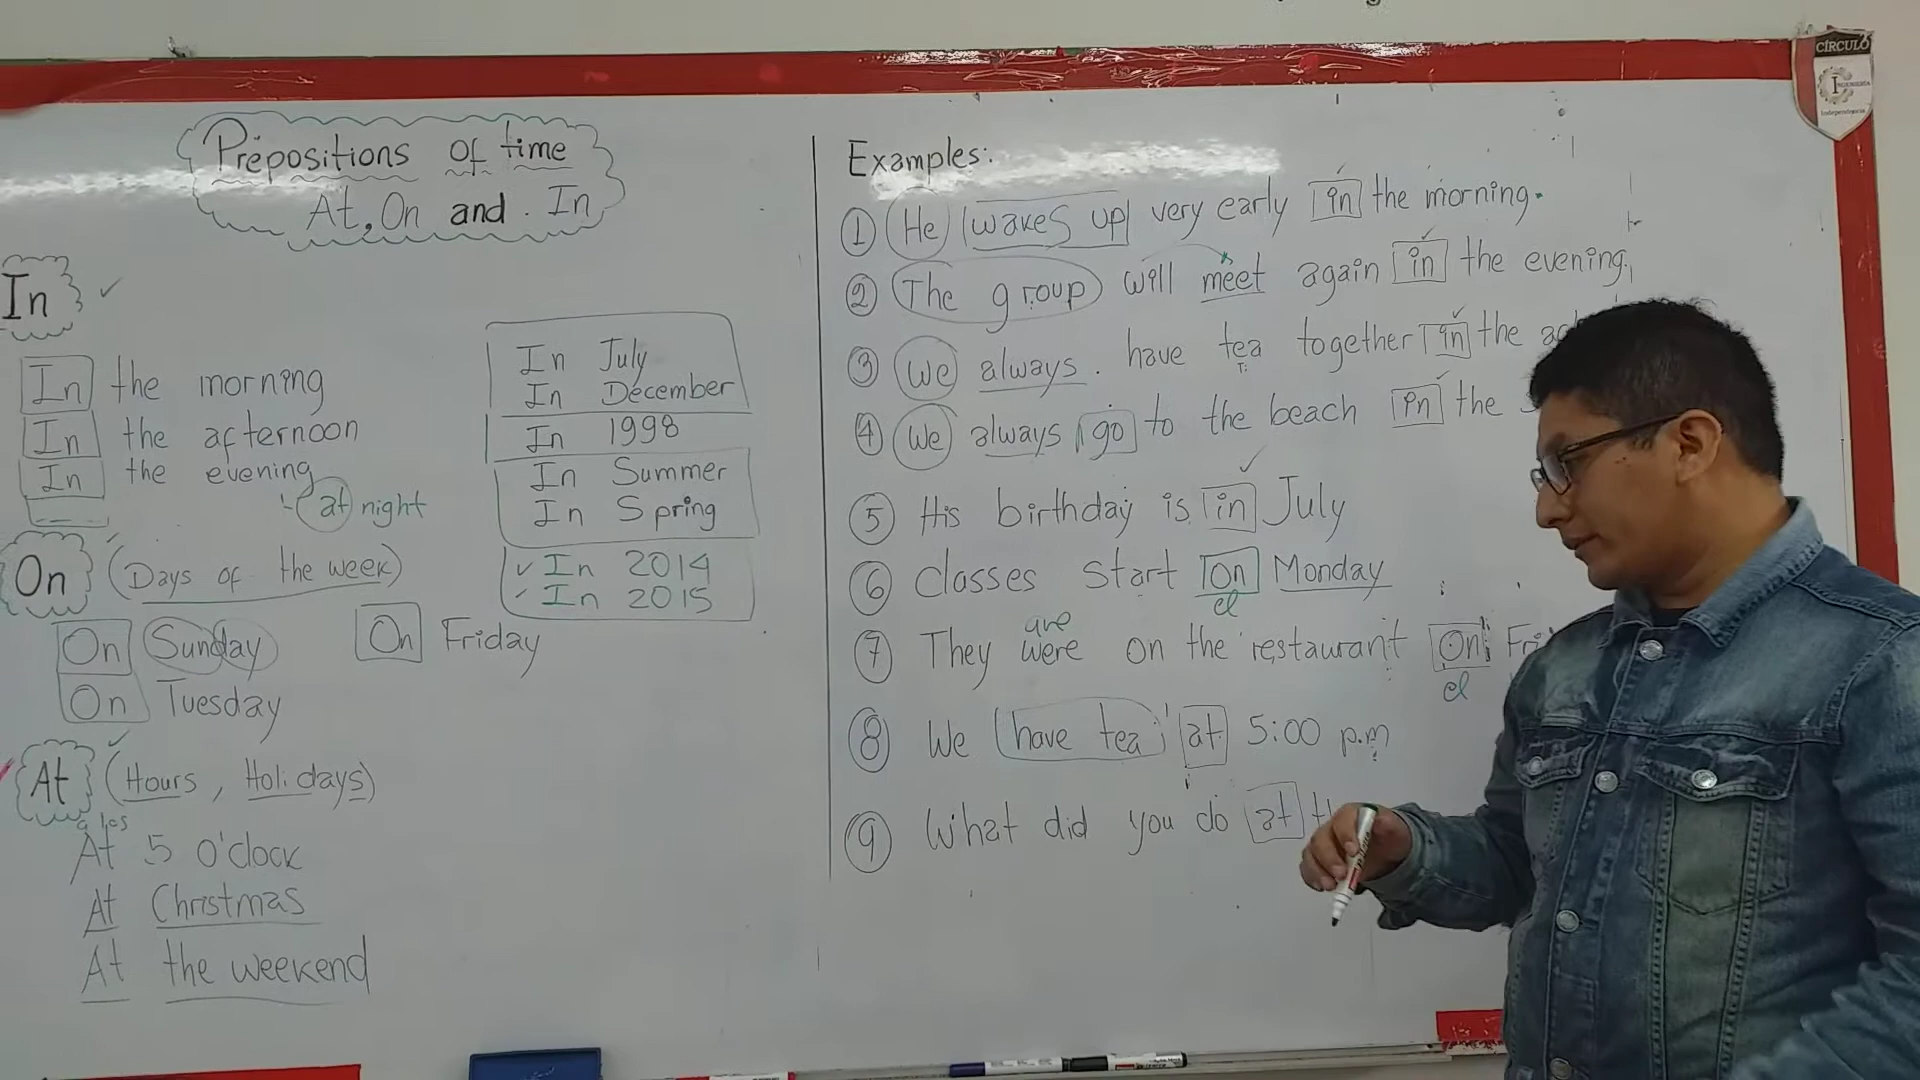 Prepositions of time
At, On and . In
In
In the morning
In the afternoon
In the evening
at night
In July
In December
In 1998
In Summer
In Spring
In 2014
In 2015
On (Days of the week)
On Sunday
On Friday
On Tuesday
At (Hours, Holidays)
a las
At 5 O'clock
At Christmas
At the weekend
Examples:
1 He wakes up very early in the morning.
2 The group will meet again in the evening.
3 We always. have tea together in the
4 We always go to the beach in the
5 His birthday is in July
6 Classes Start On Monday
el
are
7 They were on the restaurant On
el
8 We have tea at 5:00 p.m
9 What did you do at
CÍRCULO
INGENIERÍA
Independencia